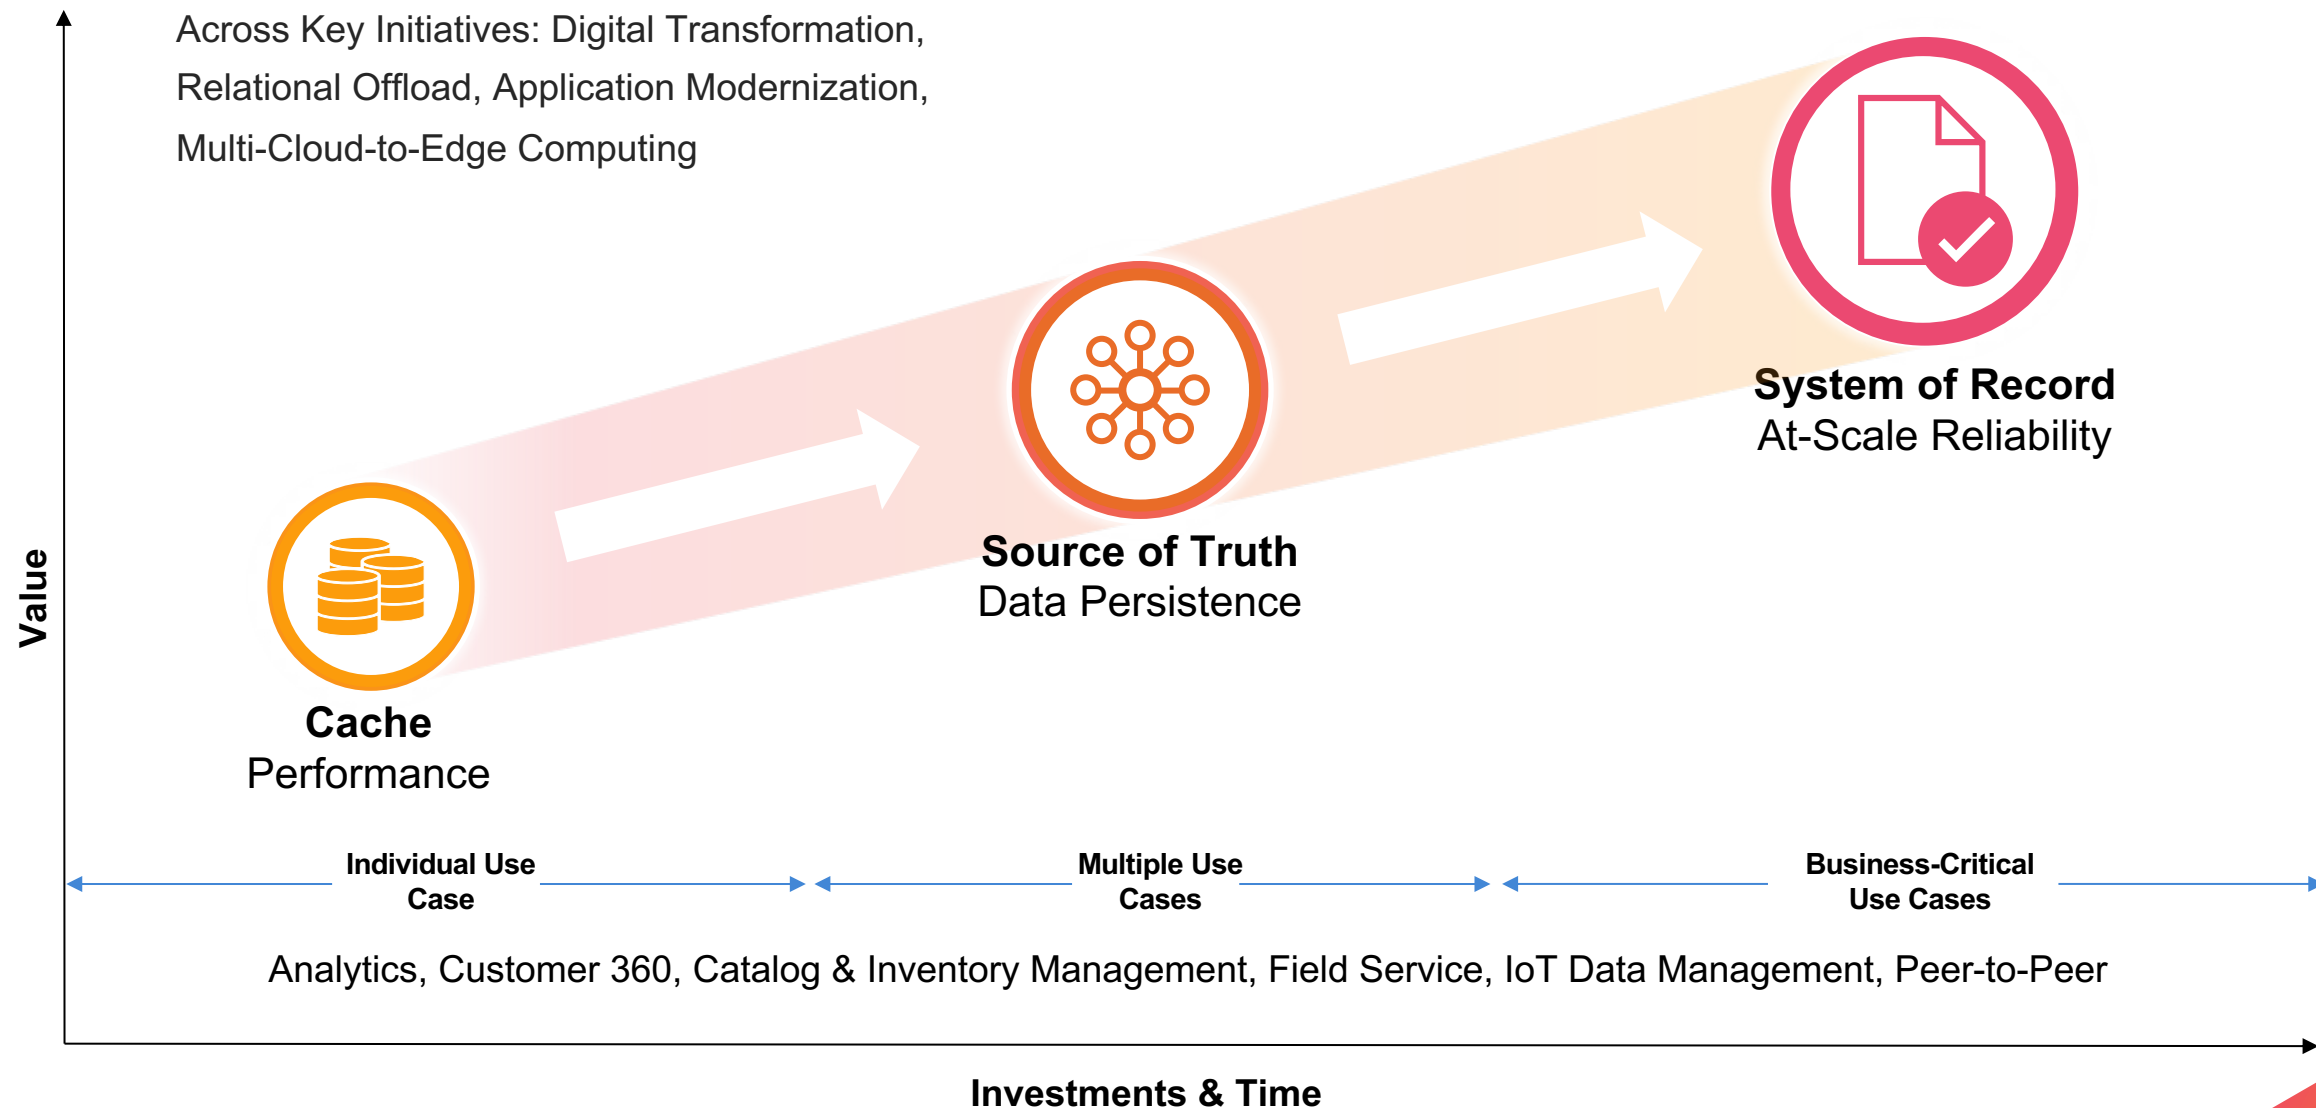 Across Key Initiatives: Digital Transformation,
Relational Offload, Application Modernization,
Multi-Cloud-to-Edge Computing
System of Record
At-Scale Reliability
Source of Truth
Data Persistence
Value
Cache
Performance
Individual Use
Case
Multiple Use
Cases
Business-Critical
Use Cases
Analytics, Customer 360, Catalog & Inventory Management, Field Service, IoT Data Management, Peer-to-Peer
Investments & Time